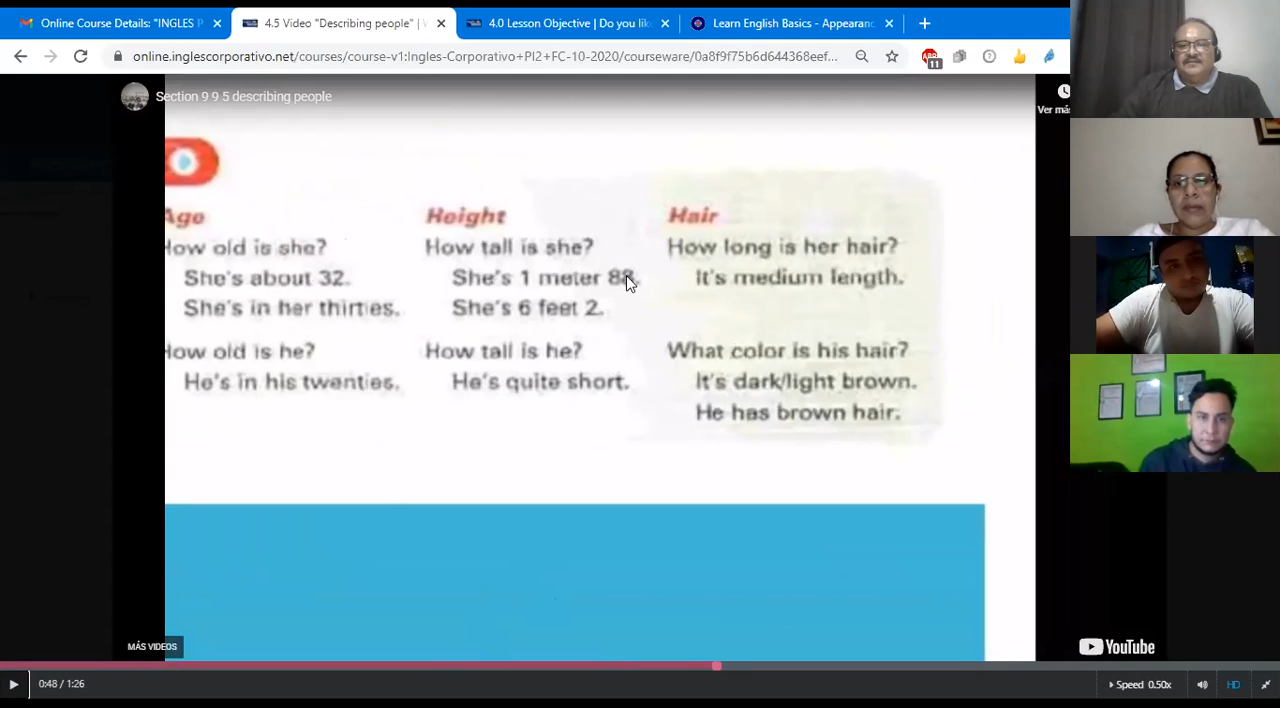 Online Course Details: "INGLES P
4.5 Video "Describing people" |
4.0 Lesson Objective | Do you lik
Learn English Basics - Appearanc
online.inglescorporativo.net/courses/course-v1:Ingles-Corporativo+PI2+FC-10-2020/courseware/0a8f9f75b6d644368eef...
11
Section 9 9 5 describing people
Ver más
Age
Height
Hair
How old is she?
How tall is she?
How long is her hair?
She's about 32.
She's 1 meter 88.
It's medium length.
She's in her thirties.
She's 6 feet 2.
How old is he?
How tall is he?
What color is his hair?
He's in his twenties.
He's quite short.
It's dark/light brown.
He has brown hair.
MÁS VIDEOS
YouTube
0:48 / 1:26
Speed 0.50x
HD